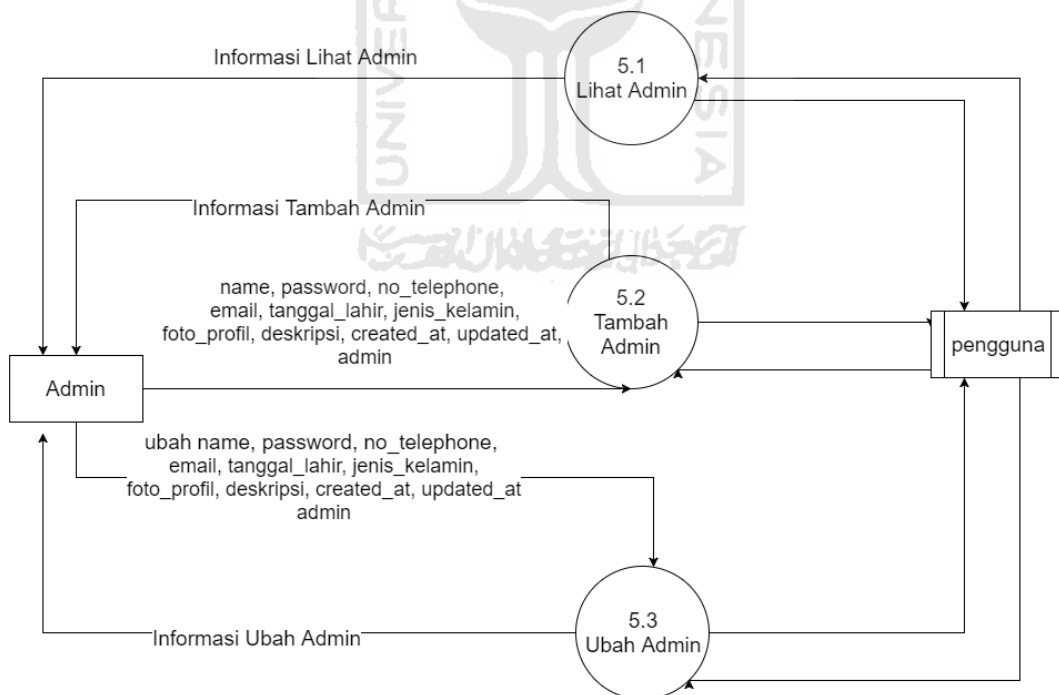 Informasi Lihat Admin
5.1
Lihat Admin
Informasi Tambah Admin
name, password, no_telephone,
email, tanggal_lahir, jenis_kelamin,
foto_profil, deskripsi, created_at, updated_at,
admin
5.2
Tambah
Admin
pengguna
Admin
ubah name, password, no_telephone,
email, tanggal_lahir, jenis_kelamin,
foto_profil, deskripsi, created_at, updated_at
admin
5.3
Ubah Admin
Informasi Ubah Admin
UNIVER
NESIA